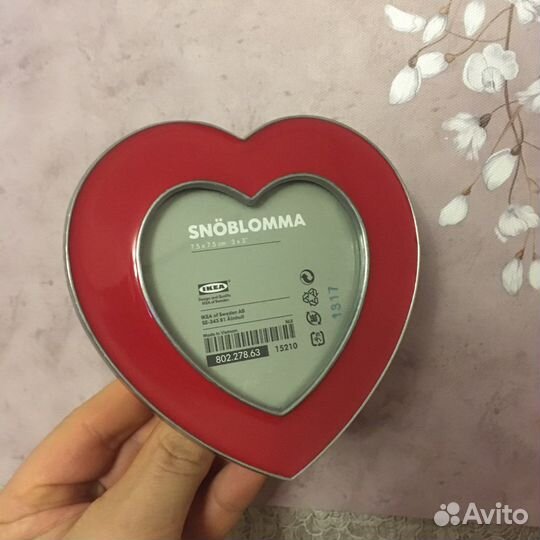 SNÖBLOMMA
7.5 x 7.5 cm 3 x 3"
IKEA
Design and Quality
IKEA of Sweden
IKEA of Sweden AB
SE-343 81 Älmhult
Made in Vietnam
NLE
802.278.63
15210
1317
Avito